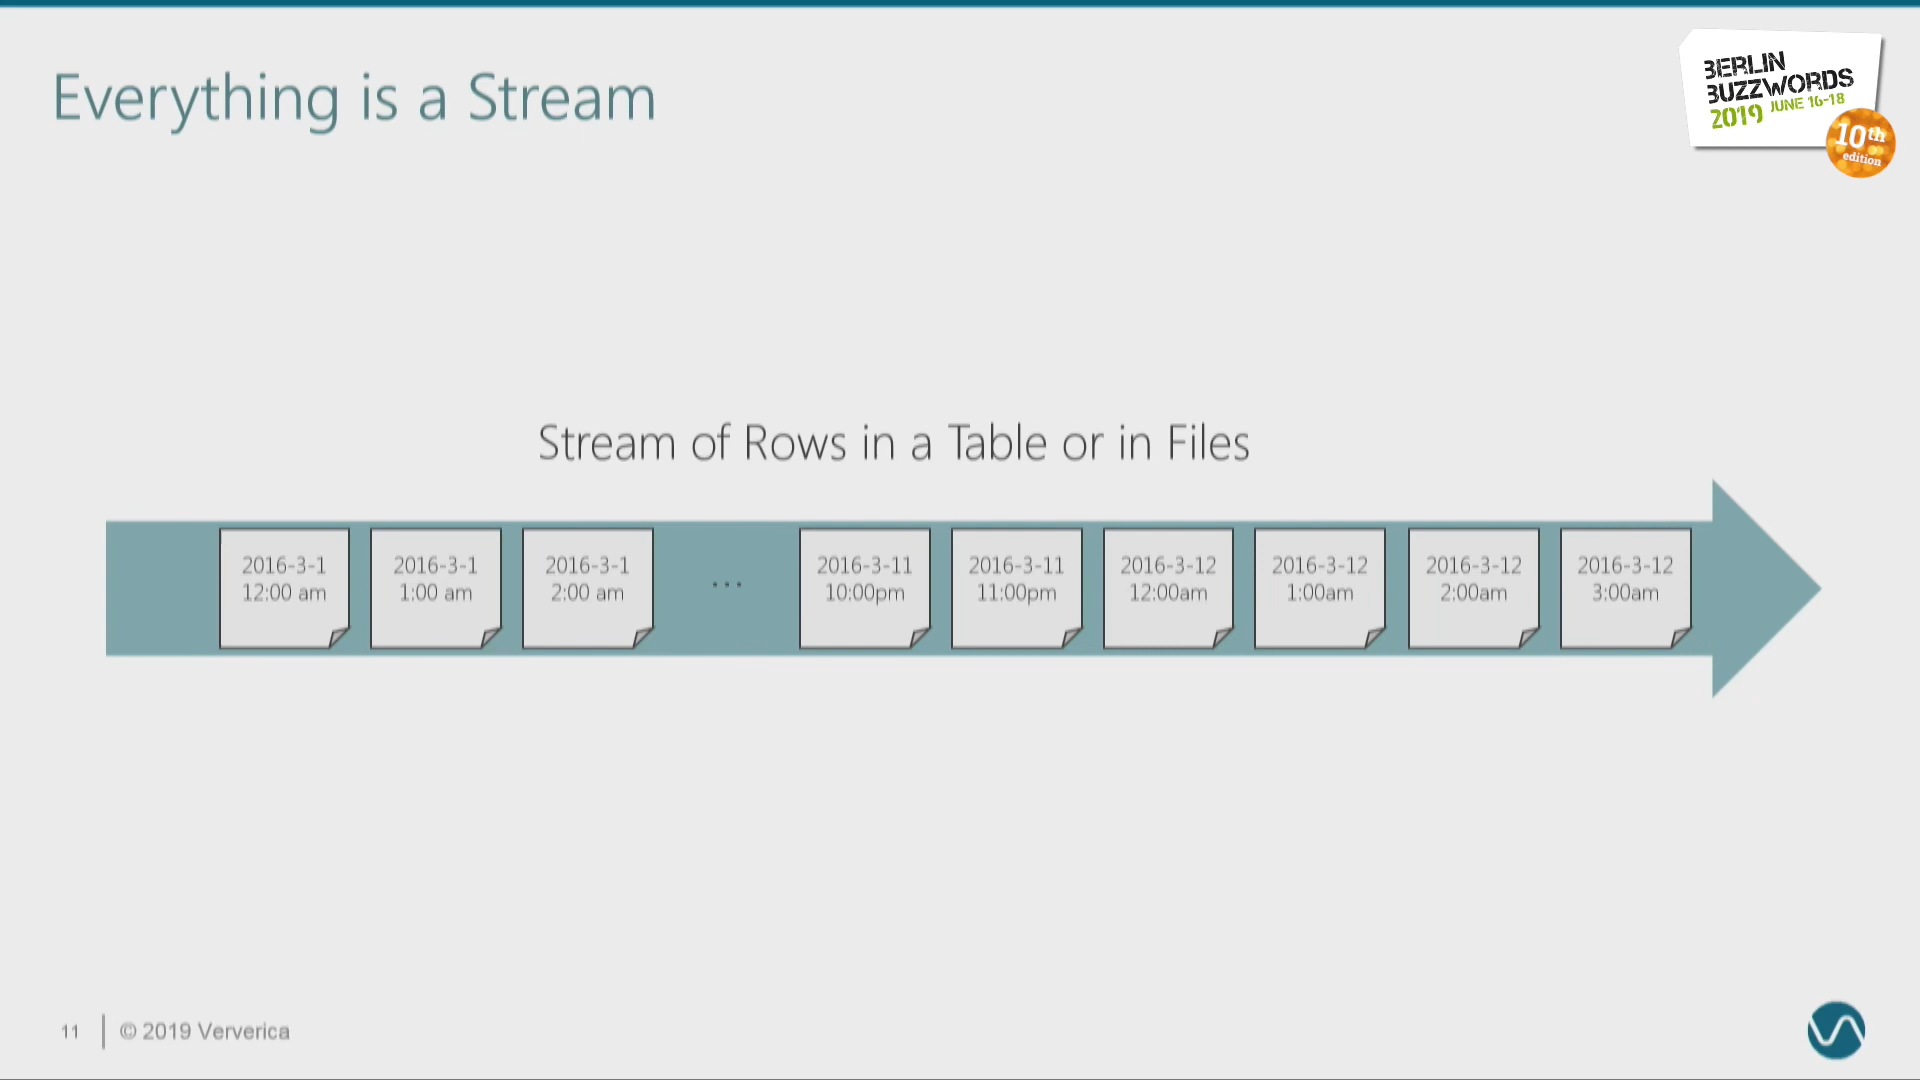 Everything is a Stream
BERLIN
BUZZWORDS
2019 JUNE 16-18
10th
edition
Stream of Rows in a Table or in Files
2016-3-1
12:00 am
2016-3-1
1:00 am
2016-3-1
2:00 am
...
2016-3-11
10:00pm
2016-3-11
11:00pm
2016-3-12
12:00am
2016-3-12
1:00am
2016-3-12
2:00am
2016-3-12
3:00am
11
© 2019 Ververica